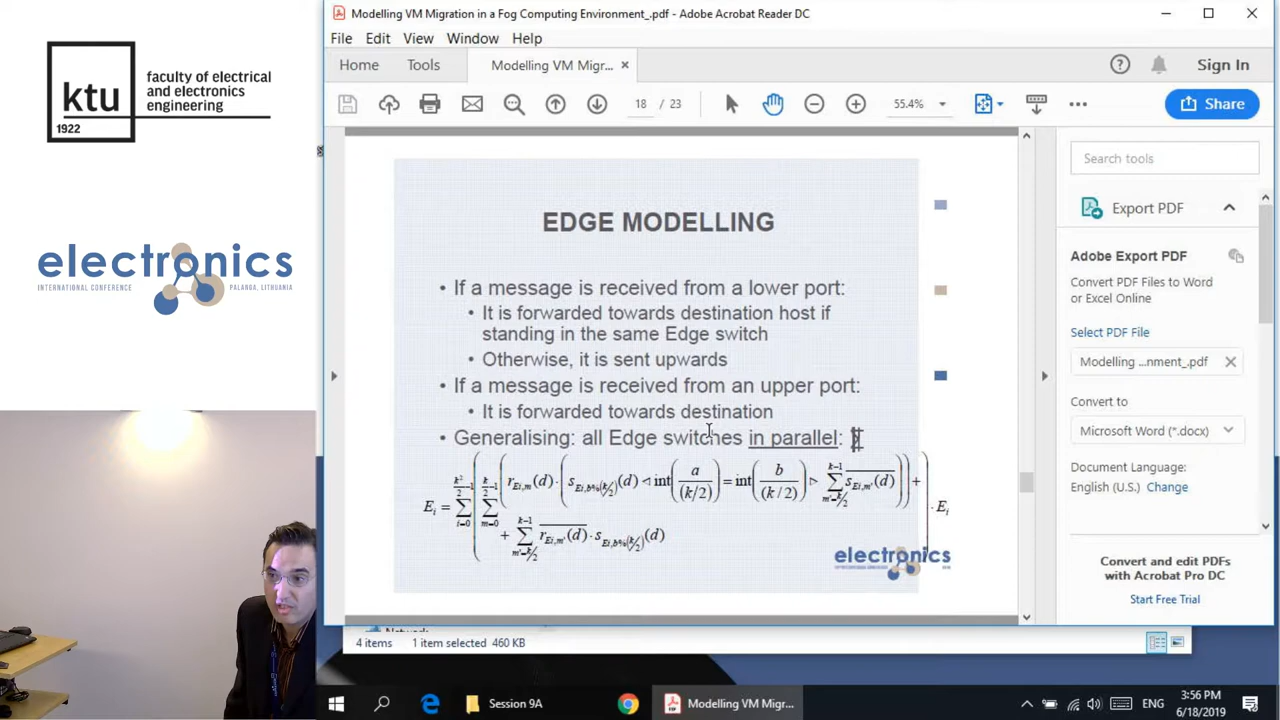 ktu
1922
faculty of electrical
and electronics
engineering
electronics
INTERNATIONAL CONFERENCE
PALANGA, LITHUANIA
Modelling VM Migration in a Fog Computing Environment_.pdf - Adobe Acrobat Reader DC
File Edit View Window Help
Home Tools Modelling VM Migr... × Sign In
18 / 23 55.4% Share
EDGE MODELLING
• If a message is received from a lower port:
• It is forwarded towards destination host if
standing in the same Edge switch
• Otherwise, it is sent upwards
• If a message is received from an upper port:
• It is forwarded towards destination
• Generalising: all Edge switches in parallel:
electronics
Search tools
Export PDF
Adobe Export PDF
Convert PDF Files to Word
or Excel Online
Select PDF File
Modelling ...nment_.pdf
Convert to
Microsoft Word (*.docx)
Document Language:
English (U.S.) Change
Convert and edit PDFs
with Acrobat Pro DC
Start Free Trial
4 items 1 item selected 460 KB
Session 9A
Modelling VM Migr...
ENG
3:56 PM
6/18/2019